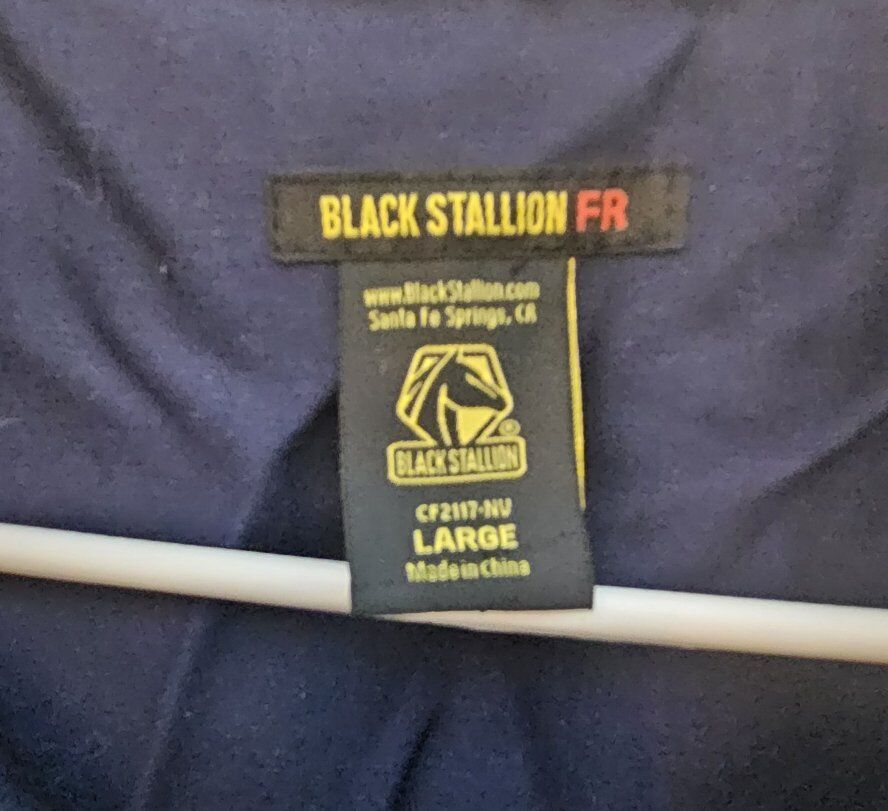 BLACK STALLION FR
www.BlackStallion.com
Santa Fe Springs, CA
®
BLACK STALLION
CF2117-NV
LARGE
Made in China